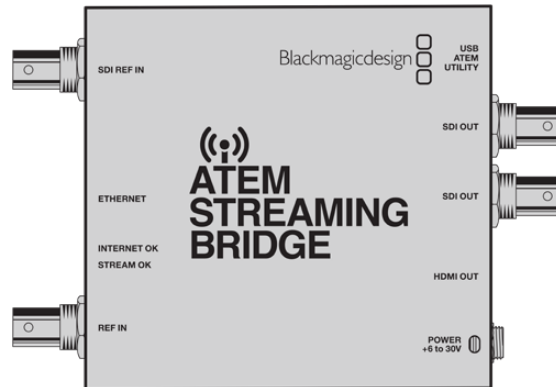 SDI REF IN
ETHERNET
INTERNET OK
STREAM OK
REF IN
Blackmagicdesign
ATEM
STREAMING
BRIDGE
USB
ATEM
UTILITY
SDI OUT
SDI OUT
HDMI OUT
POWER
+6 to 30V